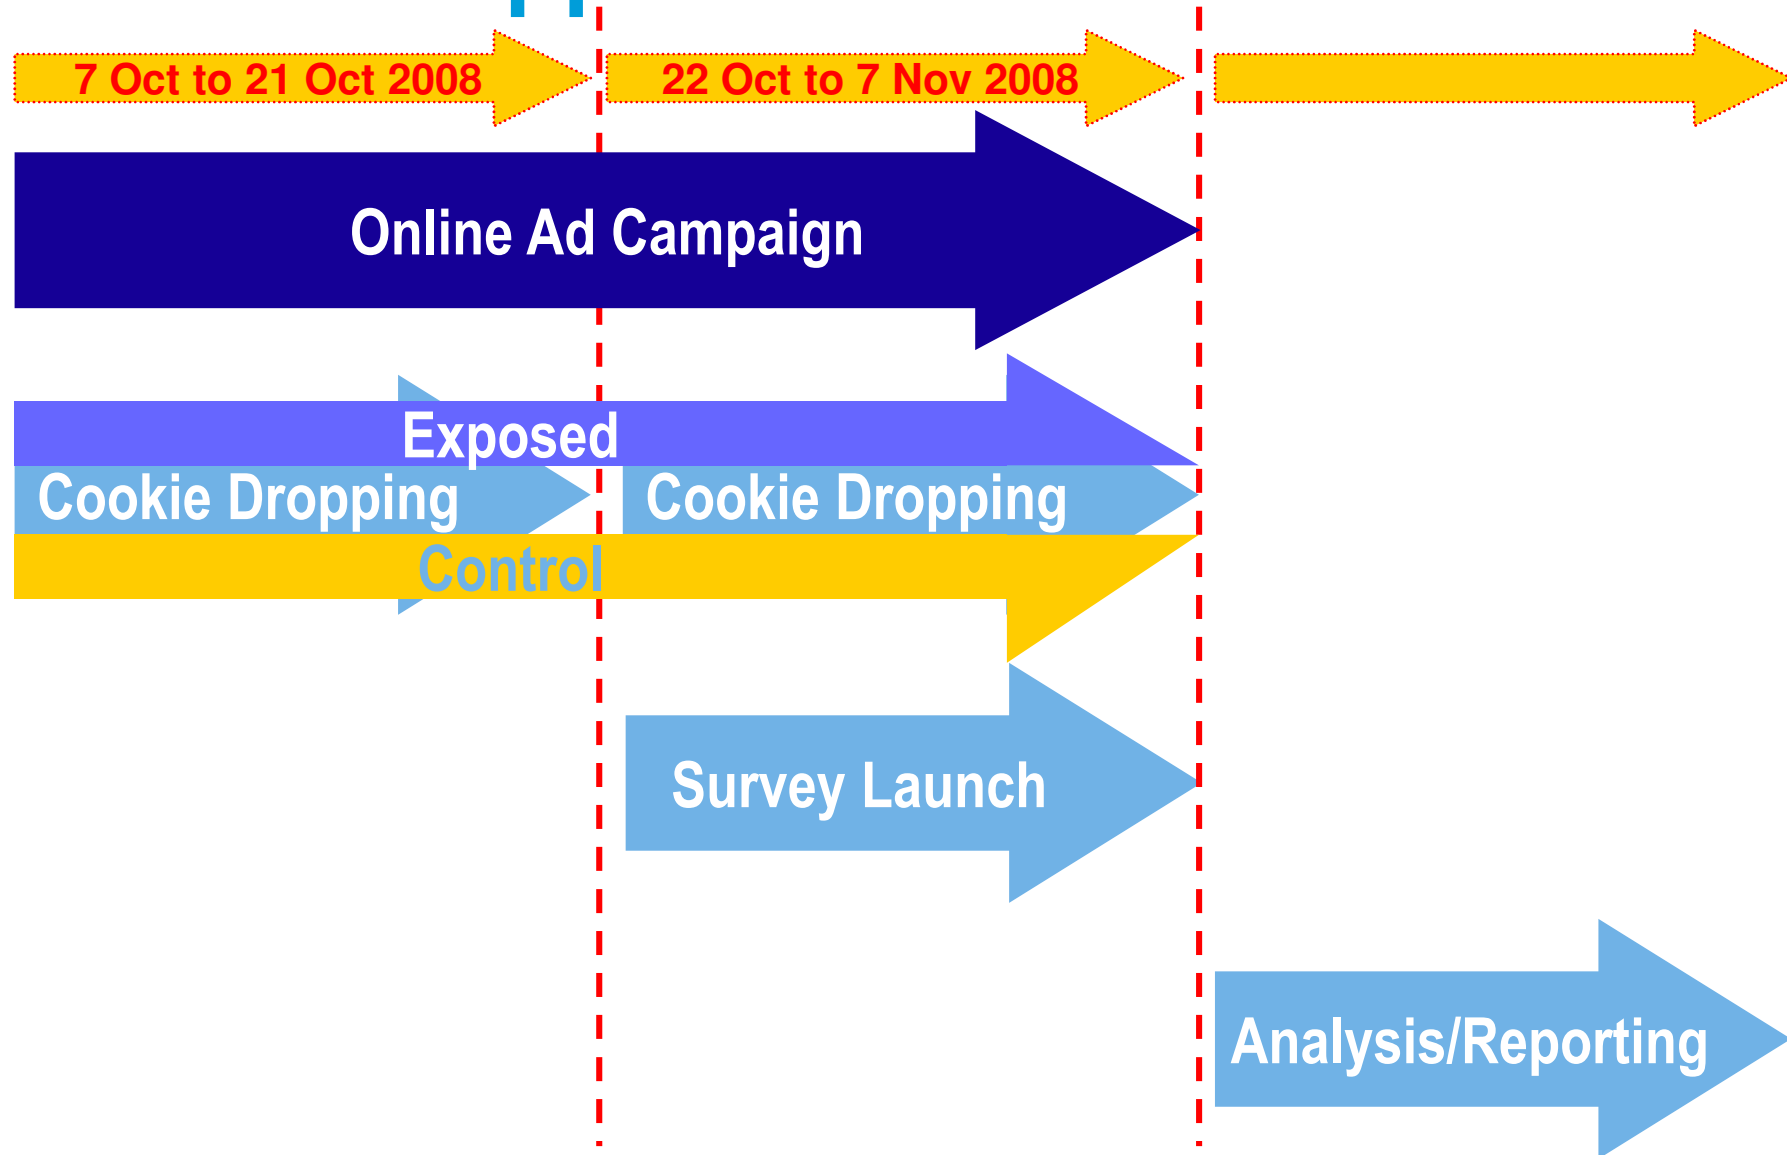 7 Oct to 21 Oct 2008
22 Oct to 7 Nov 2008
Online Ad Campaign
Exposed
Cookie Dropping
Cookie Dropping
Control
Survey Launch
Analysis/Reporting